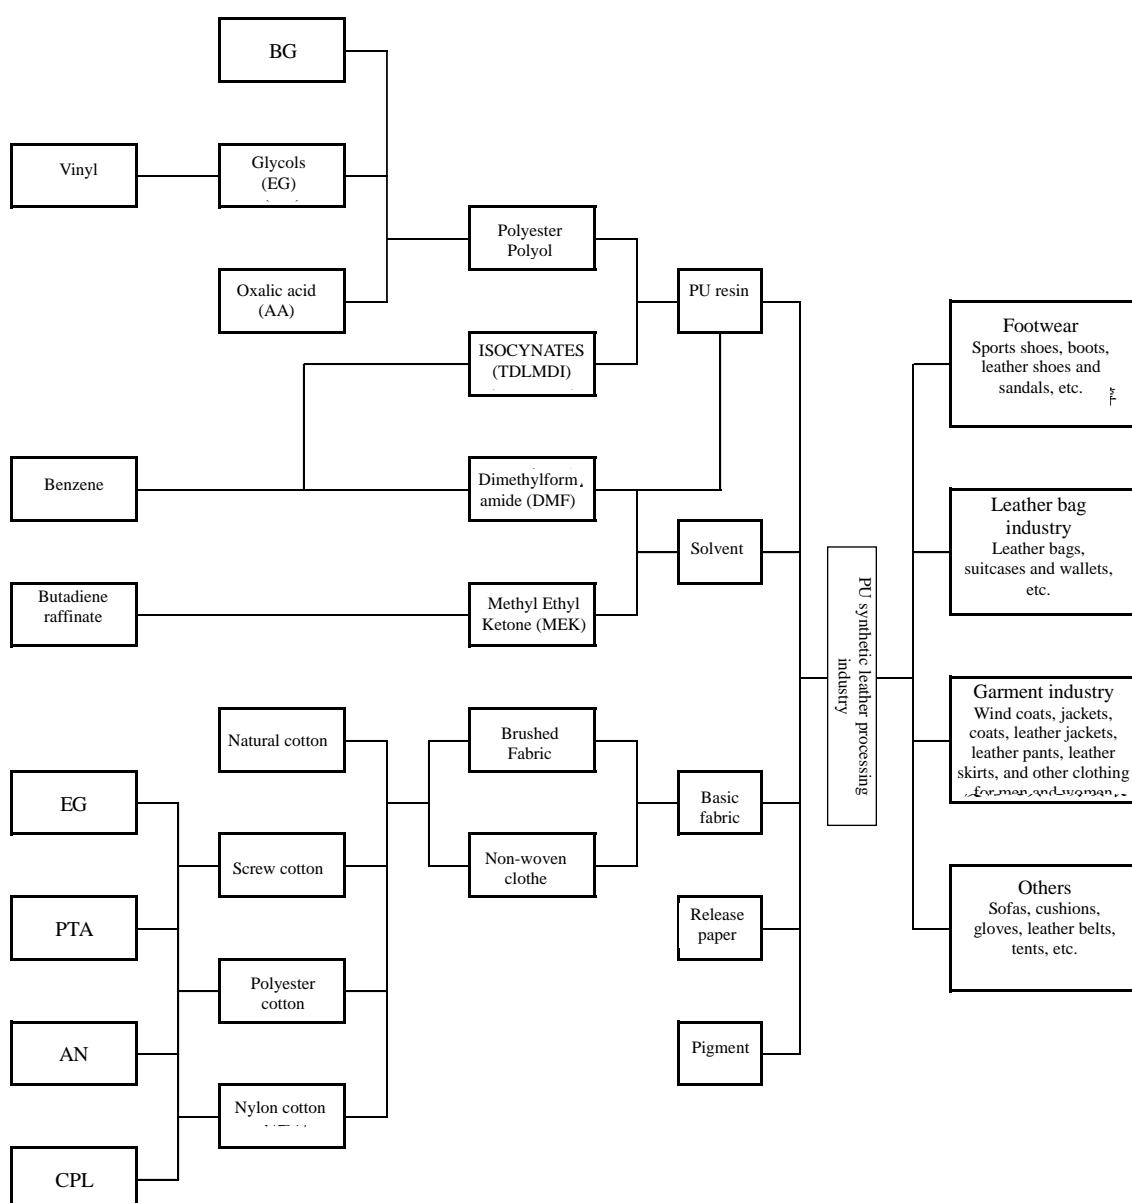 BG
Vinyl
Glycols
(EG)
Oxalic acid
(AA)
Polyester
Polyol
PU resin
ISOCYNATES
(TDLMDI)
Benzene
Dimethylform
amide (DMF)
Solvent
Butadiene
raffinate
Methyl Ethyl
Ketone (MEK)
Natural cotton
Brushed
Fabric
EG
Screw cotton
Non-woven
clothe
Basic
fabric
PTA
Release
paper
Polyester
cotton
AN
Pigment
Nylon cotton
CPL
PU synthetic leather processing
industry
Footwear
Sports shoes, boots,
leather shoes and
sandals, etc.
Leather bag
industry
Leather bags,
suitcases and wallets,
etc.
Garment industry
Wind coats, jackets,
coats, leather jackets,
leather pants, leather
skirts, and other clothing
for men and women
Others
Sofas, cushions,
gloves, leather belts,
tents, etc.